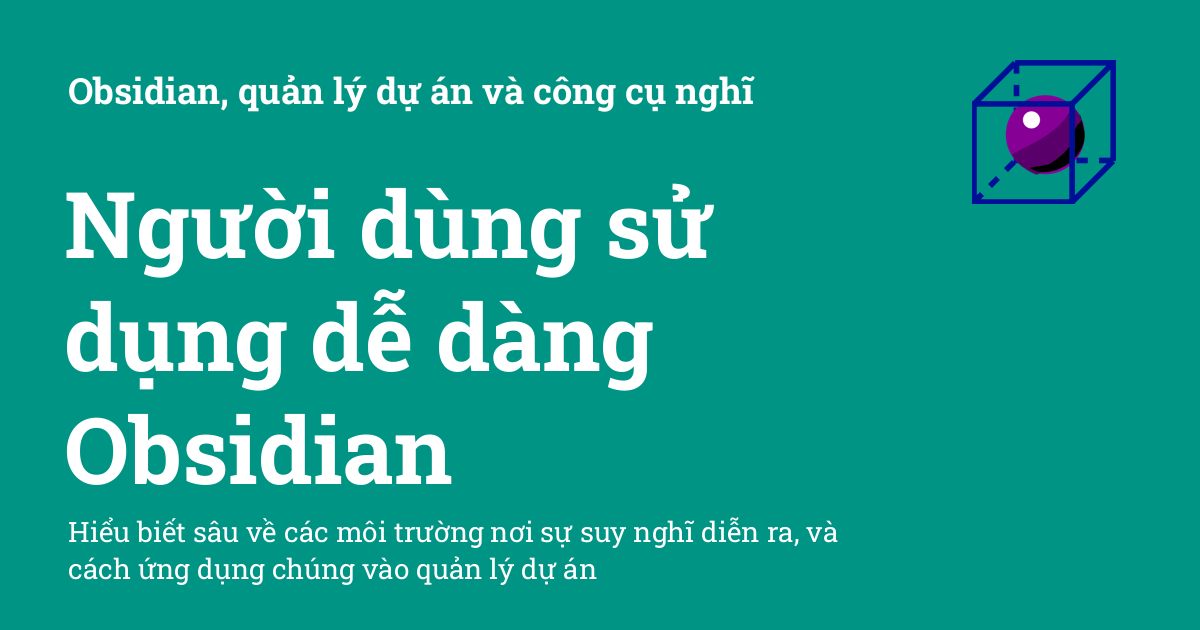 Obsidian, quản lý dự án và công cụ nghĩ
Người dùng sử
dụng dễ dàng
Obsidian
Hiểu biết sâu về các môi trường nơi sự suy nghĩ diễn ra, và
cách ứng dụng chúng vào quản lý dự án